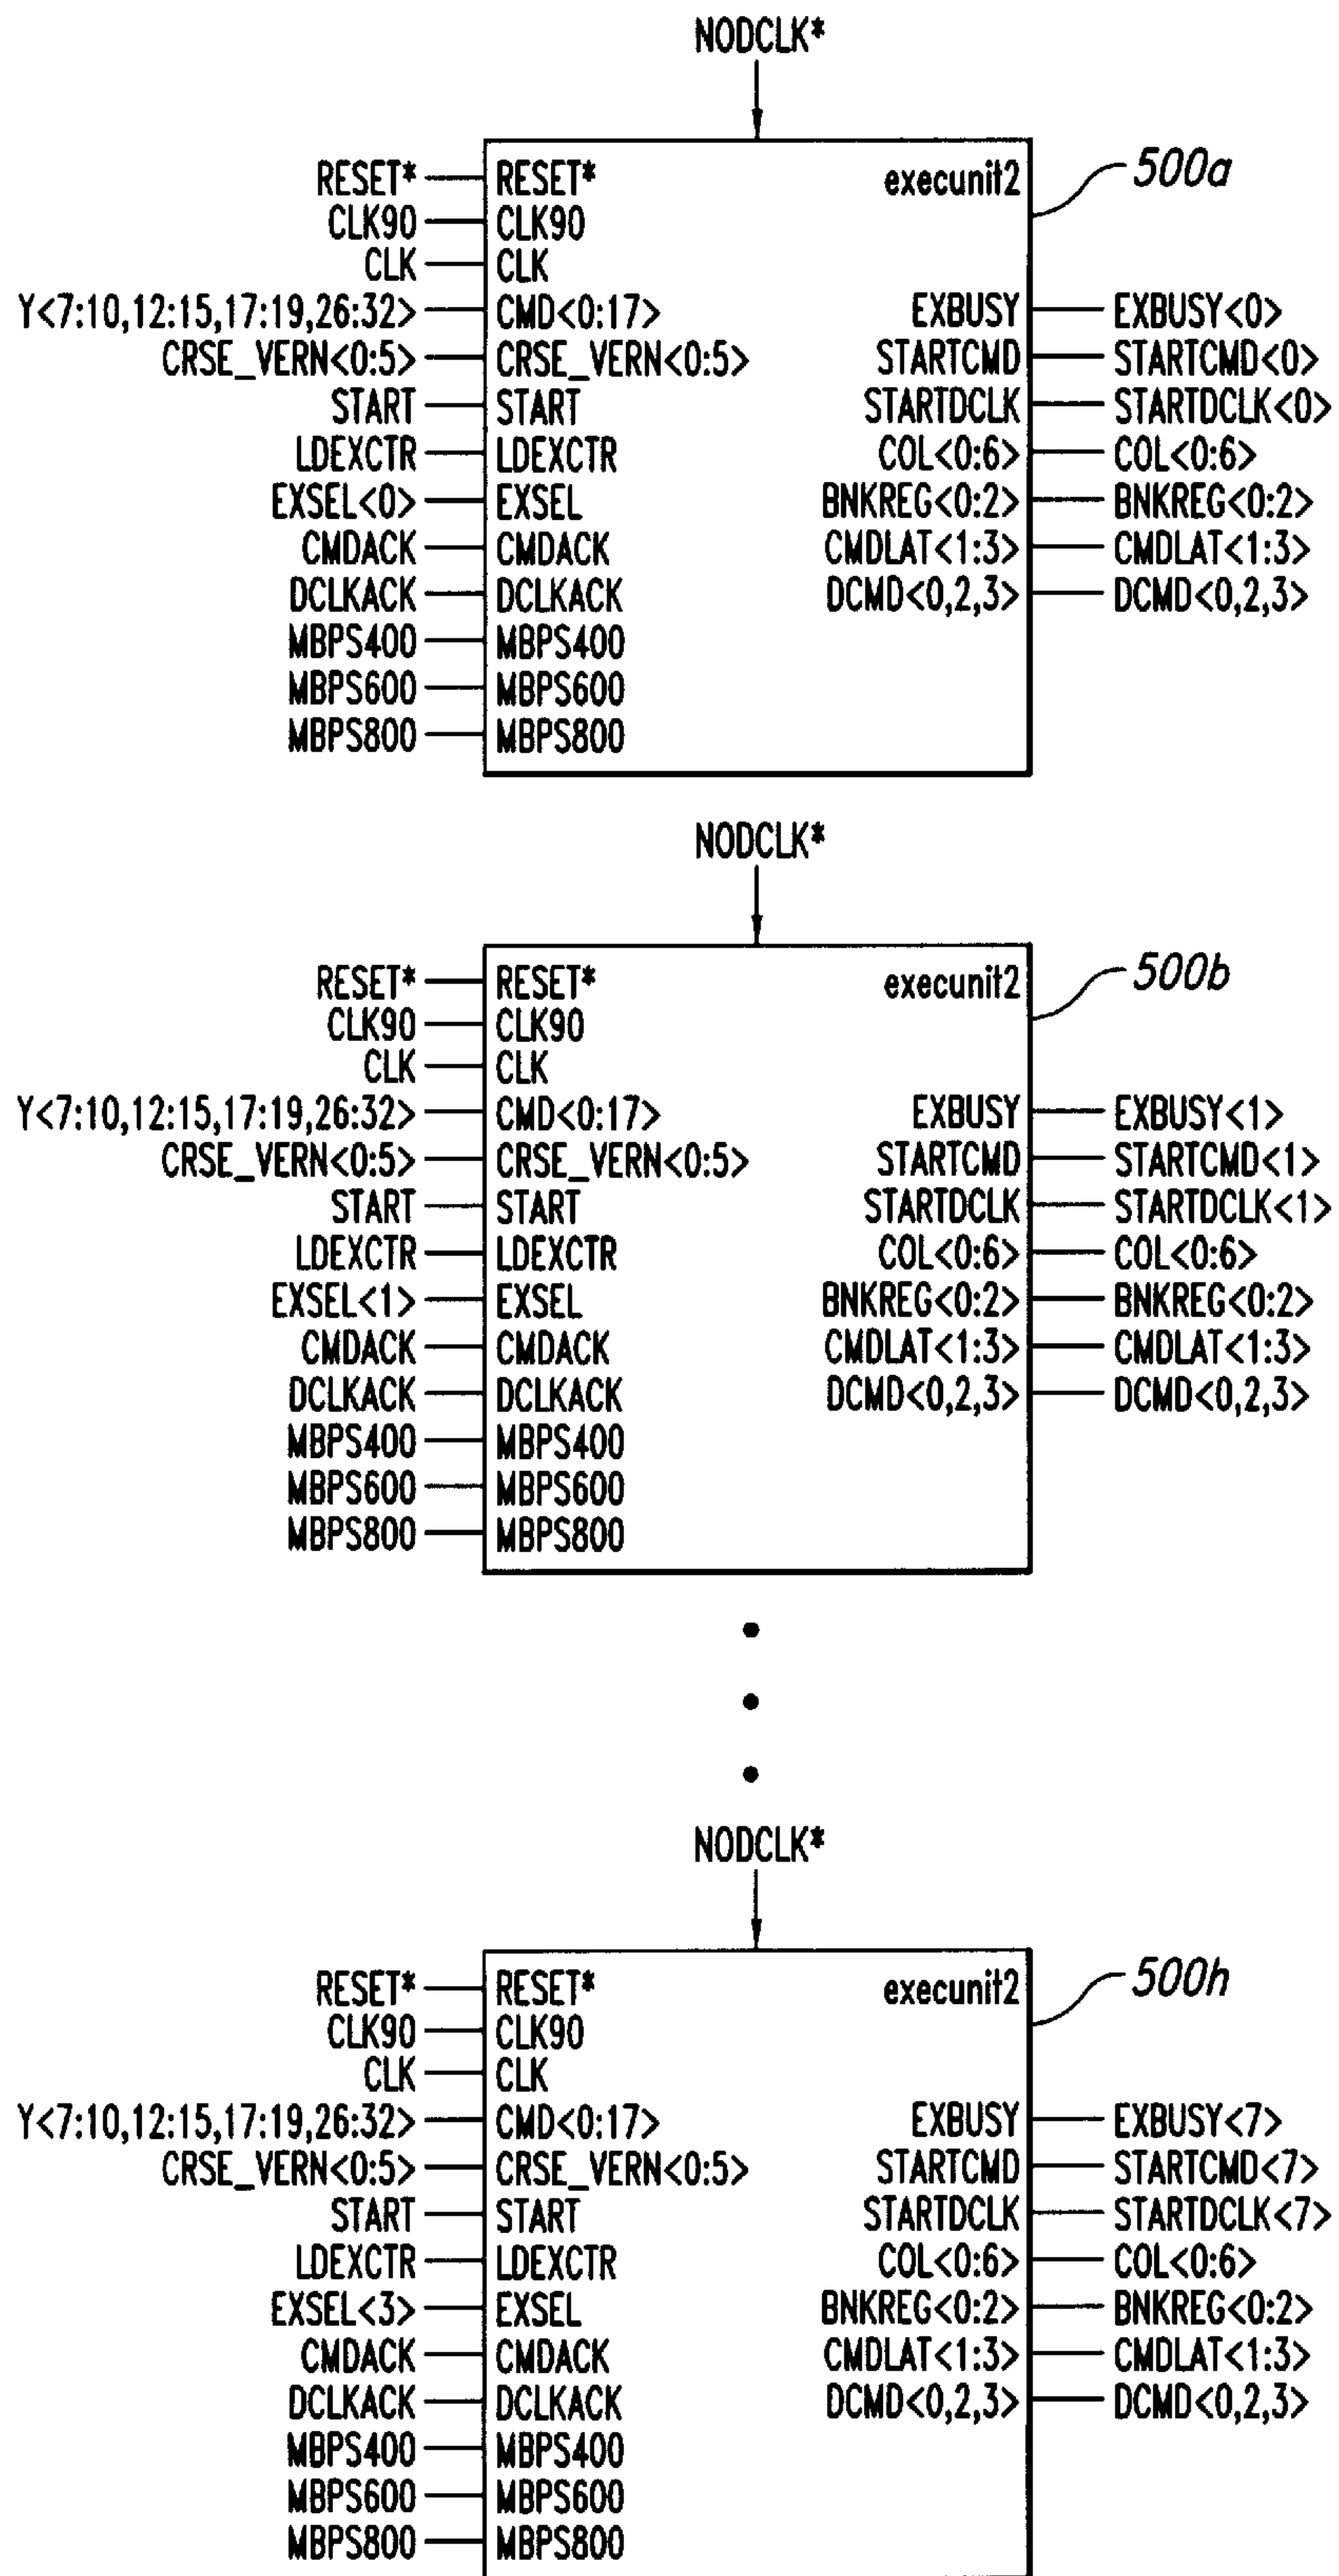 NODCLK*
RESET* RESET* execunit2 500a
CLK90 CLK90
CLK CLK
Y<7:10,12:15,17:19,26:32> CMD<0:17> EXBUSY EXBUSY<0>
CRSE_VERN<0:5> CRSE_VERN<0:5> STARTCMD STARTCMD<0>
START START STARTDCLK STARTDCLK<0>
LDEXCTR LDEXCTR COL<0:6> COL<0:6>
EXSEL<0> EXSEL BNKREG<0:2> BNKREG<0:2>
CMDACK CMDACK CMDLAT<1:3> CMDLAT<1:3>
DCLKACK DCLKACK DCMD<0,2,3> DCMD<0,2,3>
MBPS400 MBPS400
MBPS600 MBPS600
MBPS800 MBPS800
NODCLK*
RESET* RESET* execunit2 500b
CLK90 CLK90
CLK CLK
Y<7:10,12:15,17:19,26:32> CMD<0:17> EXBUSY EXBUSY<1>
CRSE_VERN<0:5> CRSE_VERN<0:5> STARTCMD STARTCMD<1>
START START STARTDCLK STARTDCLK<1>
LDEXCTR LDEXCTR COL<0:6> COL<0:6>
EXSEL<1> EXSEL BNKREG<0:2> BNKREG<0:2>
CMDACK CMDACK CMDLAT<1:3> CMDLAT<1:3>
DCLKACK DCLKACK DCMD<0,2,3> DCMD<0,2,3>
MBPS400 MBPS400
MBPS600 MBPS600
MBPS800 MBPS800
NODCLK*
RESET* RESET* execunit2 500h
CLK90 CLK90
CLK CLK
Y<7:10,12:15,17:19,26:32> CMD<0:17> EXBUSY EXBUSY<7>
CRSE_VERN<0:5> CRSE_VERN<0:5> STARTCMD STARTCMD<7>
START START STARTDCLK STARTDCLK<7>
LDEXCTR LDEXCTR COL<0:6> COL<0:6>
EXSEL<3> EXSEL BNKREG<0:2> BNKREG<0:2>
CMDACK CMDACK CMDLAT<1:3> CMDLAT<1:3>
DCLKACK DCLKACK DCMD<0,2,3> DCMD<0,2,3>
MBPS400 MBPS400
MBPS600 MBPS600
MBPS800 MBPS800